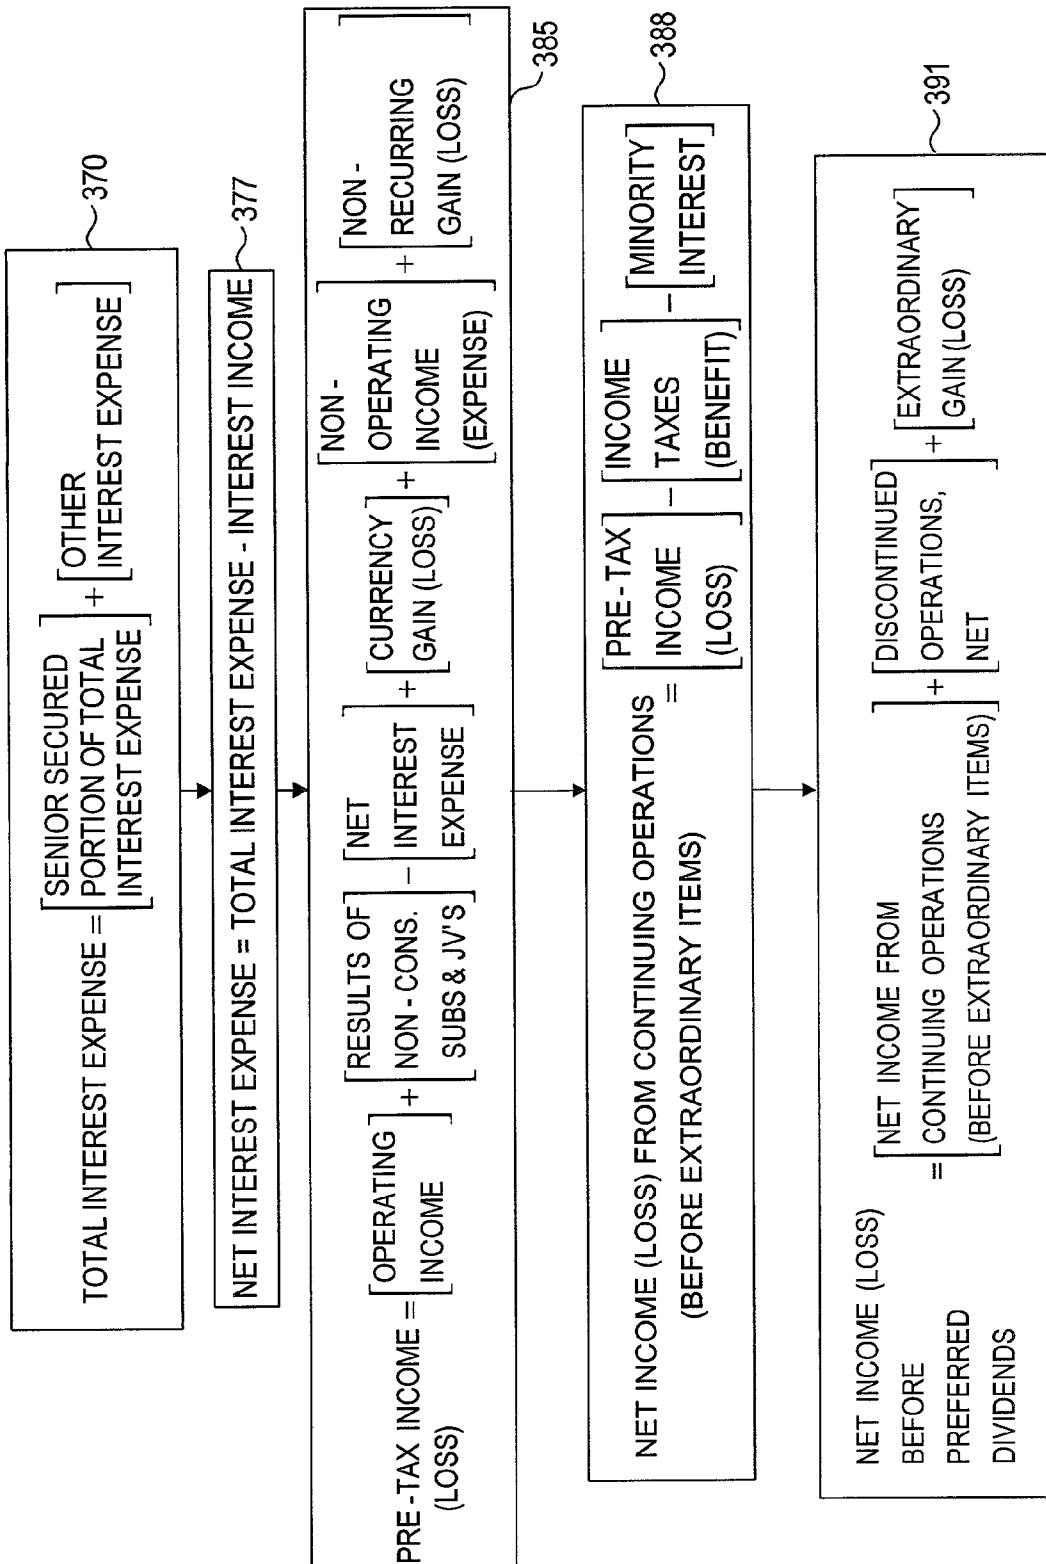 TOTAL INTEREST EXPENSE = [SENIOR SECURED PORTION OF TOTAL INTEREST EXPENSE] + [OTHER INTEREST EXPENSE]
370
NET INTEREST EXPENSE = TOTAL INTEREST EXPENSE - INTEREST INCOME
377
PRE-TAX INCOME (LOSS) = [OPERATING INCOME] + [RESULTS OF NON-CONS. SUBS & JV'S] - [NET INTEREST EXPENSE] + [CURRENCY GAIN (LOSS)] + [NON-OPERATING INCOME (EXPENSE)] + [NON-RECURRING GAIN (LOSS)]
385
NET INCOME (LOSS) FROM CONTINUING OPERATIONS (BEFORE EXTRAORDINARY ITEMS) = [PRE-TAX INCOME (LOSS)] - [INCOME TAXES (BENEFIT)] - [MINORITY INTEREST]
388
NET INCOME (LOSS) BEFORE PREFERRED DIVIDENDS = [NET INCOME FROM CONTINUING OPERATIONS (BEFORE EXTRAORDINARY ITEMS)] + [DISCONTINUED OPERATIONS, NET] + [EXTRAORDINARY GAIN (LOSS)]
391